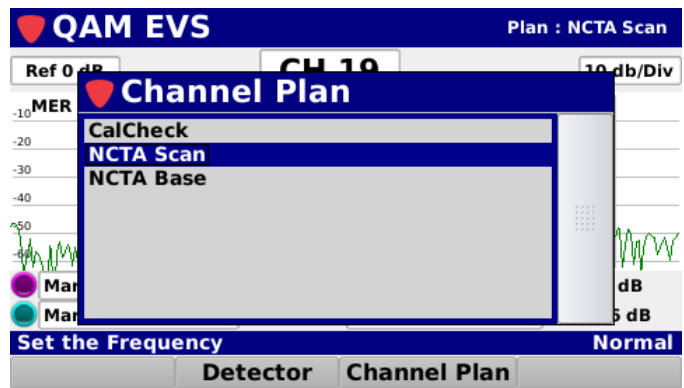 QAM EVS
Plan : NCTA Scan
Ref 0 dB
CH 19
10 db/Div
MER
Channel Plan
CalCheck
NCTA Scan
NCTA Base
-10
-20
-30
-40
-50
-60
Mar
dB
Mar
dB
Set the Frequency
Normal
Detector
Channel Plan